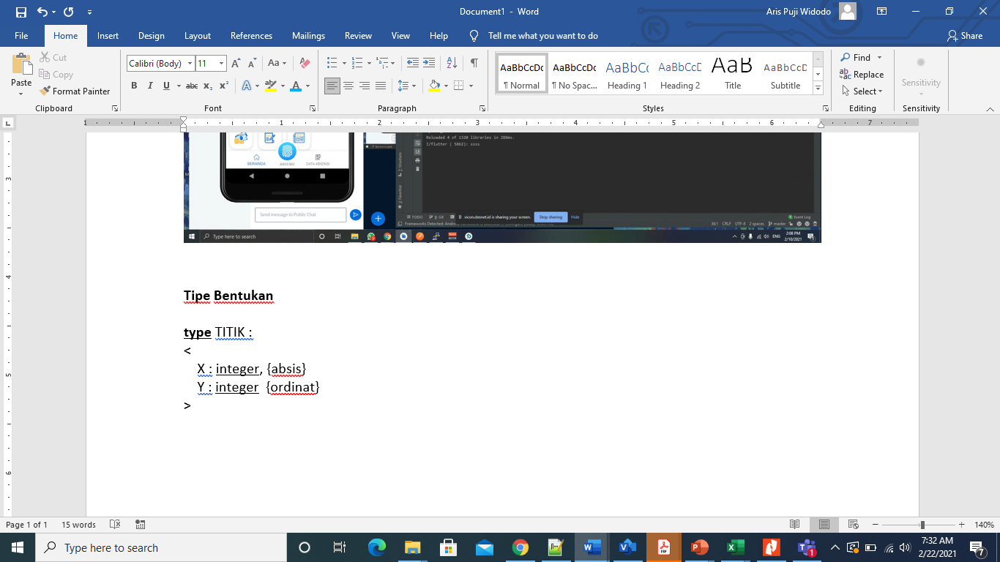 Document1 - Word
Aris Puji Widodo
File Home Insert Design Layout References Mailings Review View Help Tell me what you want to do Share
Paste
Cut
Copy
Format Painter
Clipboard
Calibri (Body) 11
Font
Paragraph
AaBbCcDc AaBbCcDc AaBbCc AaBbCcD AaB AaBbCcD
¶ Normal ¶ No Spac... Heading 1 Heading 2 Title Subtitle
Styles
Find
Replace
Select
Editing
Sensitivity
Sensitivity
1 1 2 3 4 5 6 7
Reloaded 4 of 1320 libraries in 288ms.
I/flutter ( 5862): ssss
BERANDA ABSENSI DATA ABSENSI
Send message to Public Chat
TODO
vicon.desnet.id is sharing your screen. Stop sharing Hide
Event Log
CRLF UTF-8 2 spaces master
Type here to search
ENG 2:08 PM
2/10/2021
Tipe Bentukan
type TITIK :
<
X : integer, {absis}
Y : integer {ordinat}
>
3
4
5
6
Page 1 of 1 15 words 140%
Type here to search
7:32 AM
2/22/2021